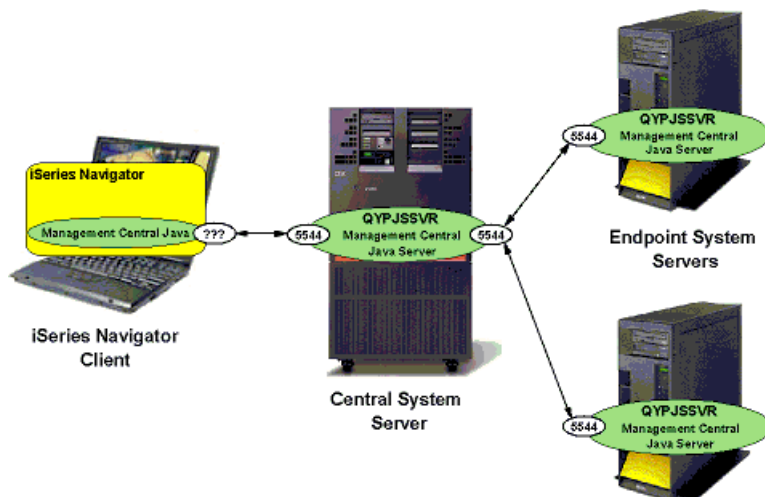 iSeries Navigator
Management Central Java
???
iSeries Navigator
Client
5544
QYPJSSVR
Management Central
Java Server
5544
Central System
Server
5544
QYPJSSVR
Management Central
Java Server
Endpoint System
Servers
5544
QYPJSSVR
Management Central
Java Server